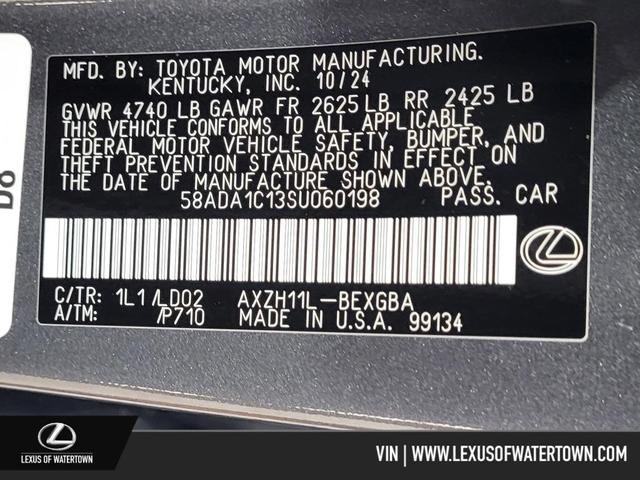 MFD. BY: TOYOTA MOTOR MANUFACTURING.
KENTUCKY, INC. 10/24
GVWR 4740 LB GAWR FR 2625 LB RR 2425 LB
THIS VEHICLE CONFORMS TO ALL APPLICABLE
FEDERAL MOTOR VEHICLE SAFETY, BUMPER, AND
THEFT PREVENTION STANDARDS IN EFFECT ON
THE DATE OF MANUFACTURE SHOWN ABOVE.
58ADA1C13SU060198 PASS. CAR
C/TR: 1L1 /LD02 AXZH11L-BEXGBA
A/TM: /P710 MADE IN U.S.A. 99134
D6
LEXUS OF WATERTOWN.
VIN | WWW.LEXUSOFWATERTOWN.COM